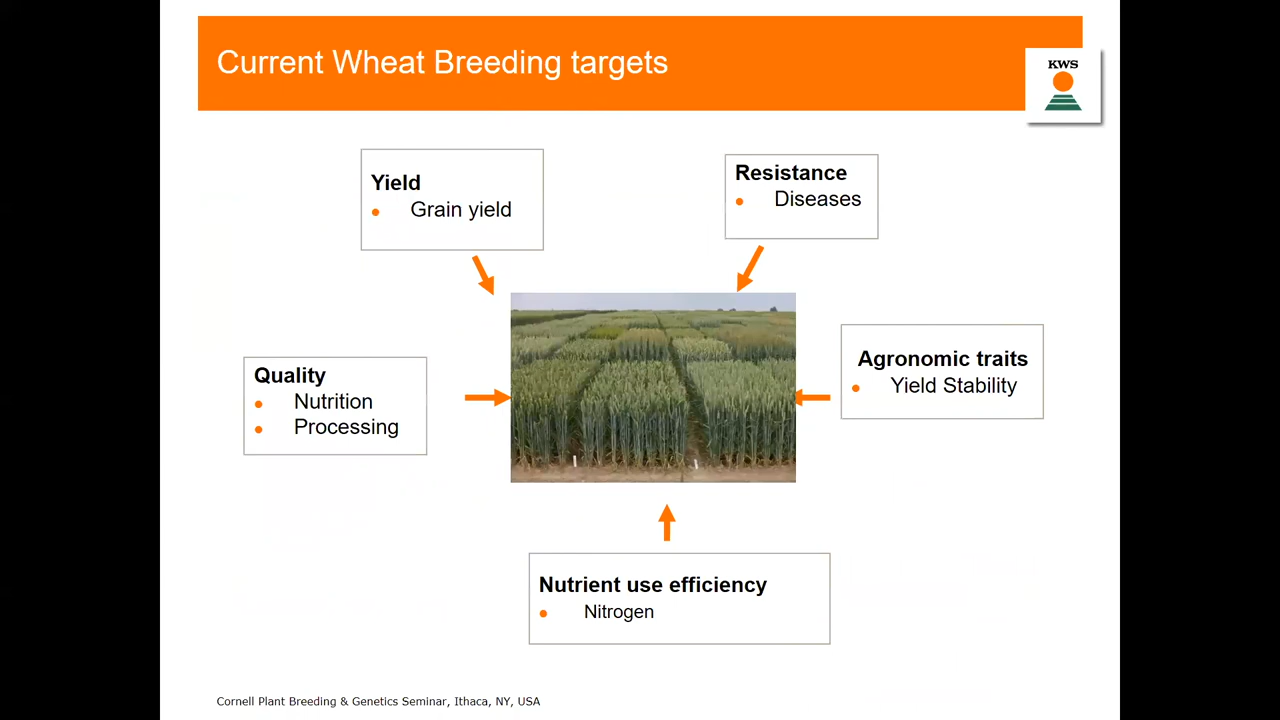 Current Wheat Breeding targets
KWS
Yield
Grain yield
Resistance
Diseases
Quality
Nutrition
Processing
Agronomic traits
Yield Stability
Nutrient use efficiency
Nitrogen
Cornell Plant Breeding & Genetics Seminar, Ithaca, NY, USA